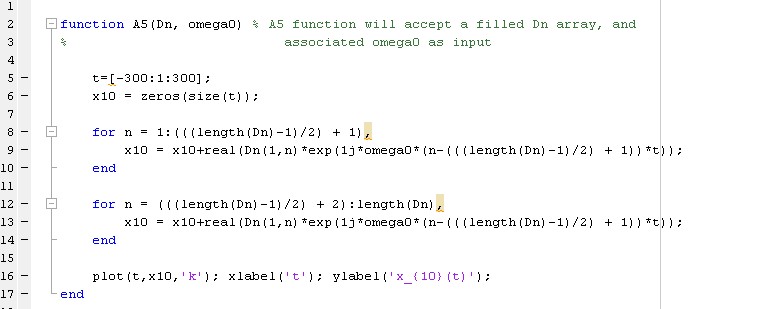 1
2 function A5(Dn, omega0) % A5 function will accept a filled Dn array, and
3 % associated omega0 as input
4
5 - t=[-300:1:300];
6 - x10 = zeros(size(t));
7
8 - for n = 1:(((length(Dn)-1)/2) + 1),
9 - x10 = x10+real(Dn(1,n)*exp(1j*omega0*(n-(((length(Dn)-1)/2) + 1))*t));
10 - end
11
12 - for n = (((length(Dn)-1)/2) + 2):length(Dn),
13 - x10 = x10+real(Dn(1,n)*exp(1j*omega0*(n-(((length(Dn)-1)/2) + 1))*t));
14 - end
15
16 - plot(t,x10,'k'); xlabel('t'); ylabel('x_{10}(t)');
17 - end